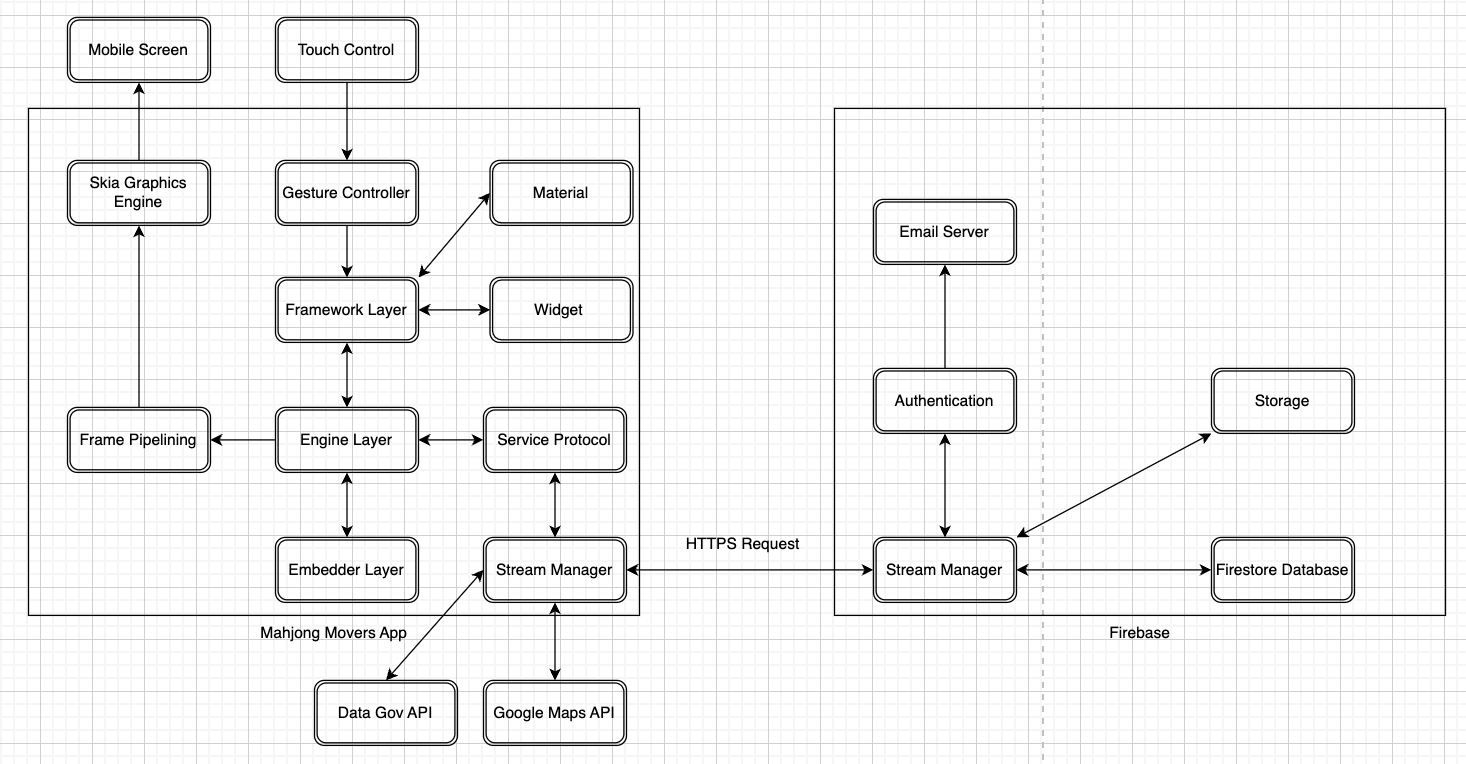 Mobile Screen
Touch Control
Skia Graphics
Engine
Gesture Controller
Material
Email Server
Framework Layer
Widget
Authentication
Storage
Frame Pipelining
Engine Layer
Service Protocol
HTTPS Request
Embedder Layer
Stream Manager
Stream Manager
Firestore Database
Mahjong Movers App
Firebase
Data Gov API
Google Maps API